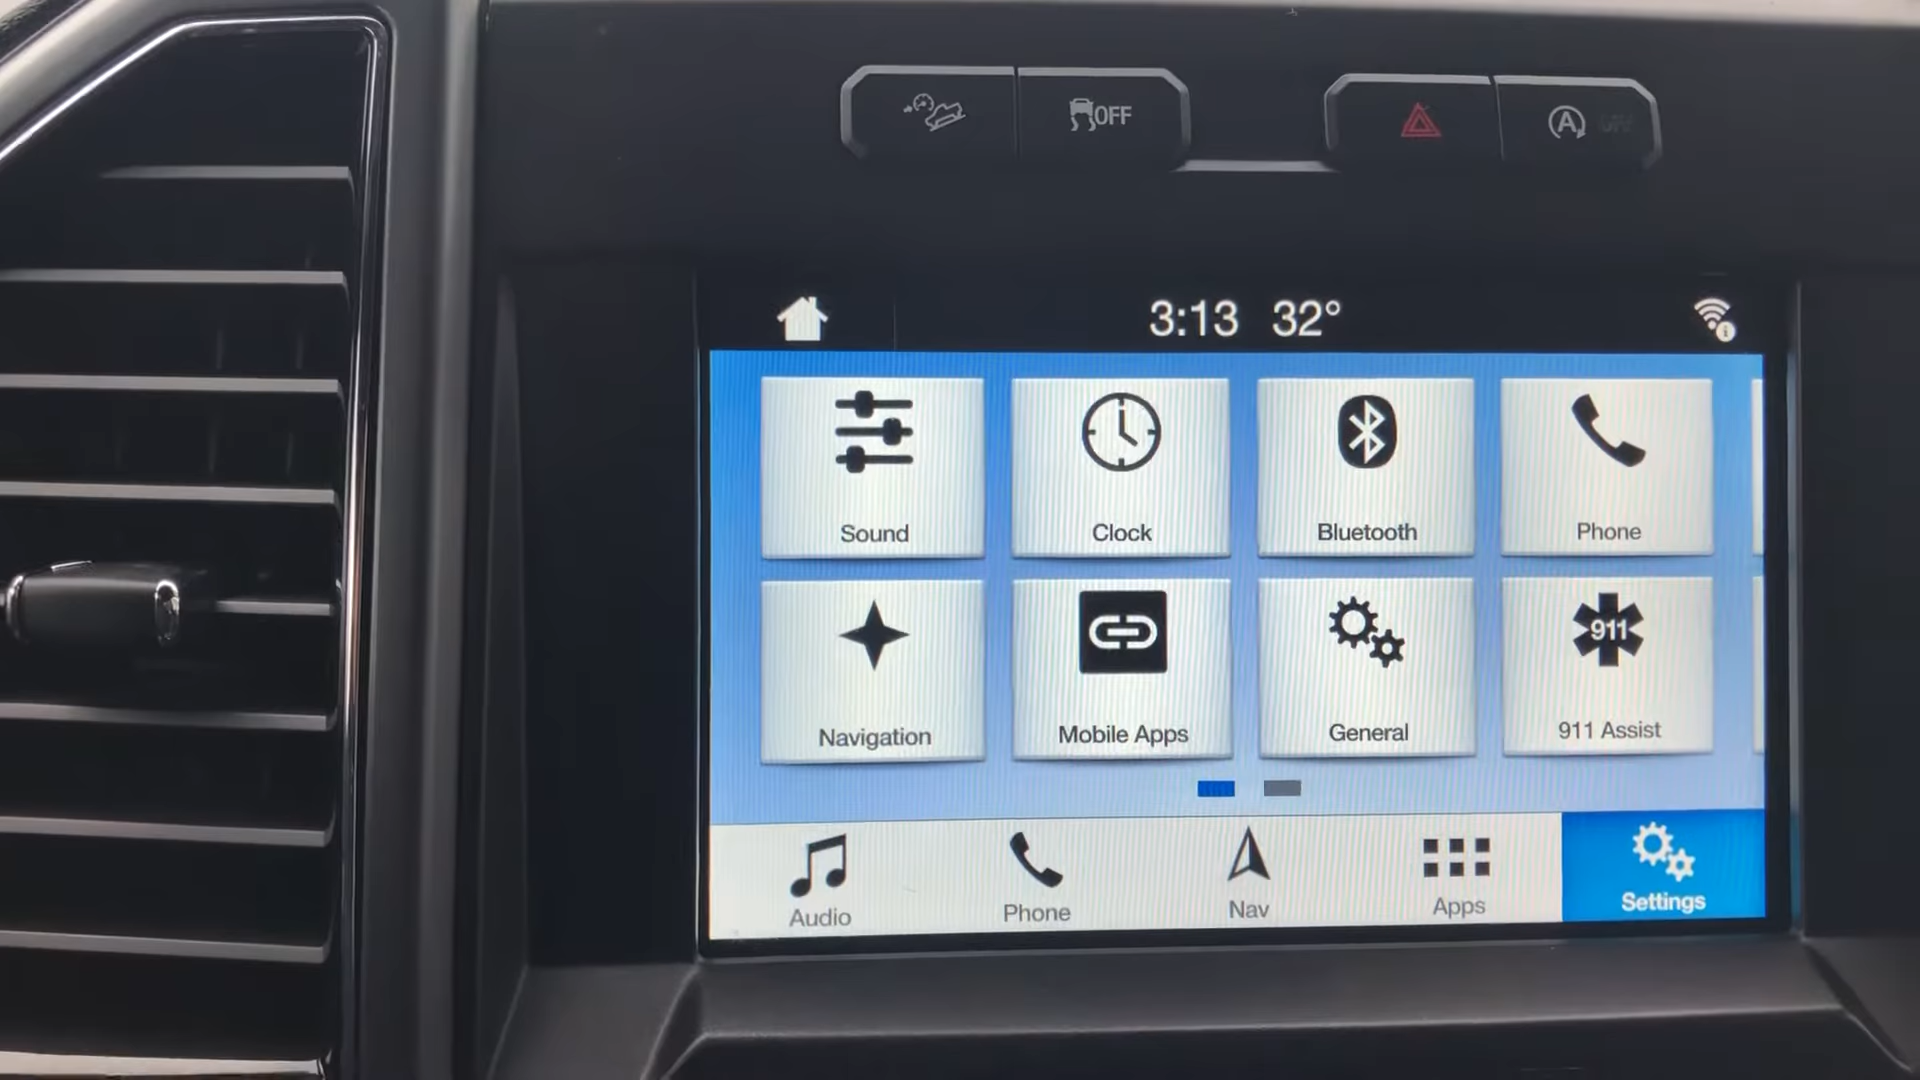 OFF
A
3:13 32°
Sound Clock Bluetooth Phone
911
Navigation Mobile Apps General 911 Assist
Audio Phone Nav Apps Settings